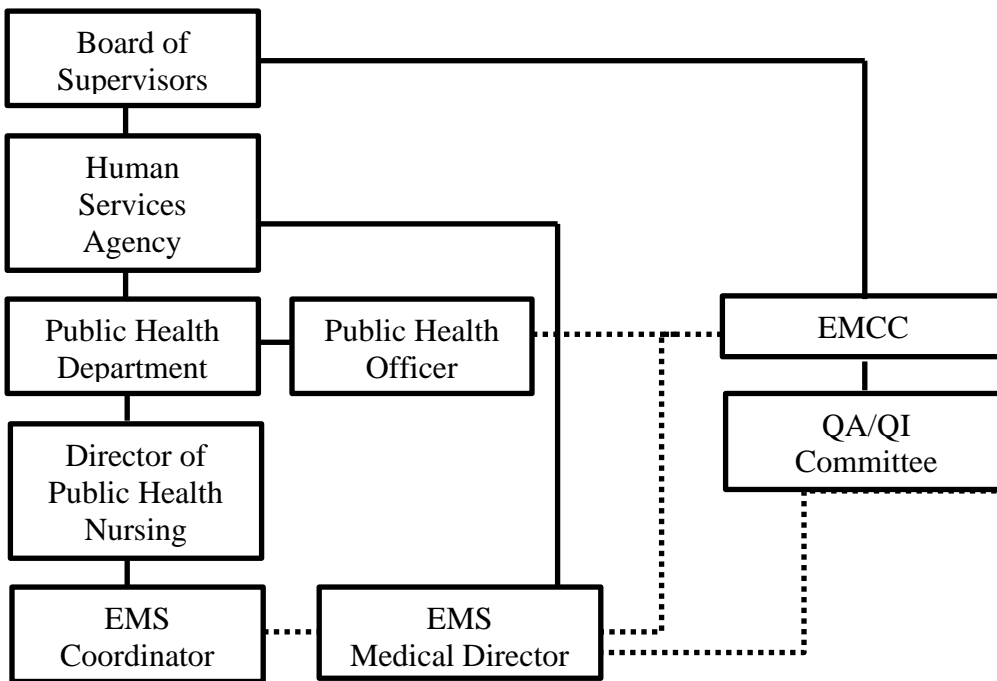 Board of
Supervisors
Human
Services
Agency
Public Health
Department
Public Health
Officer
EMCC
Director of
Public Health
Nursing
QA/QI
Committee
EMS
Coordinator
EMS
Medical Director